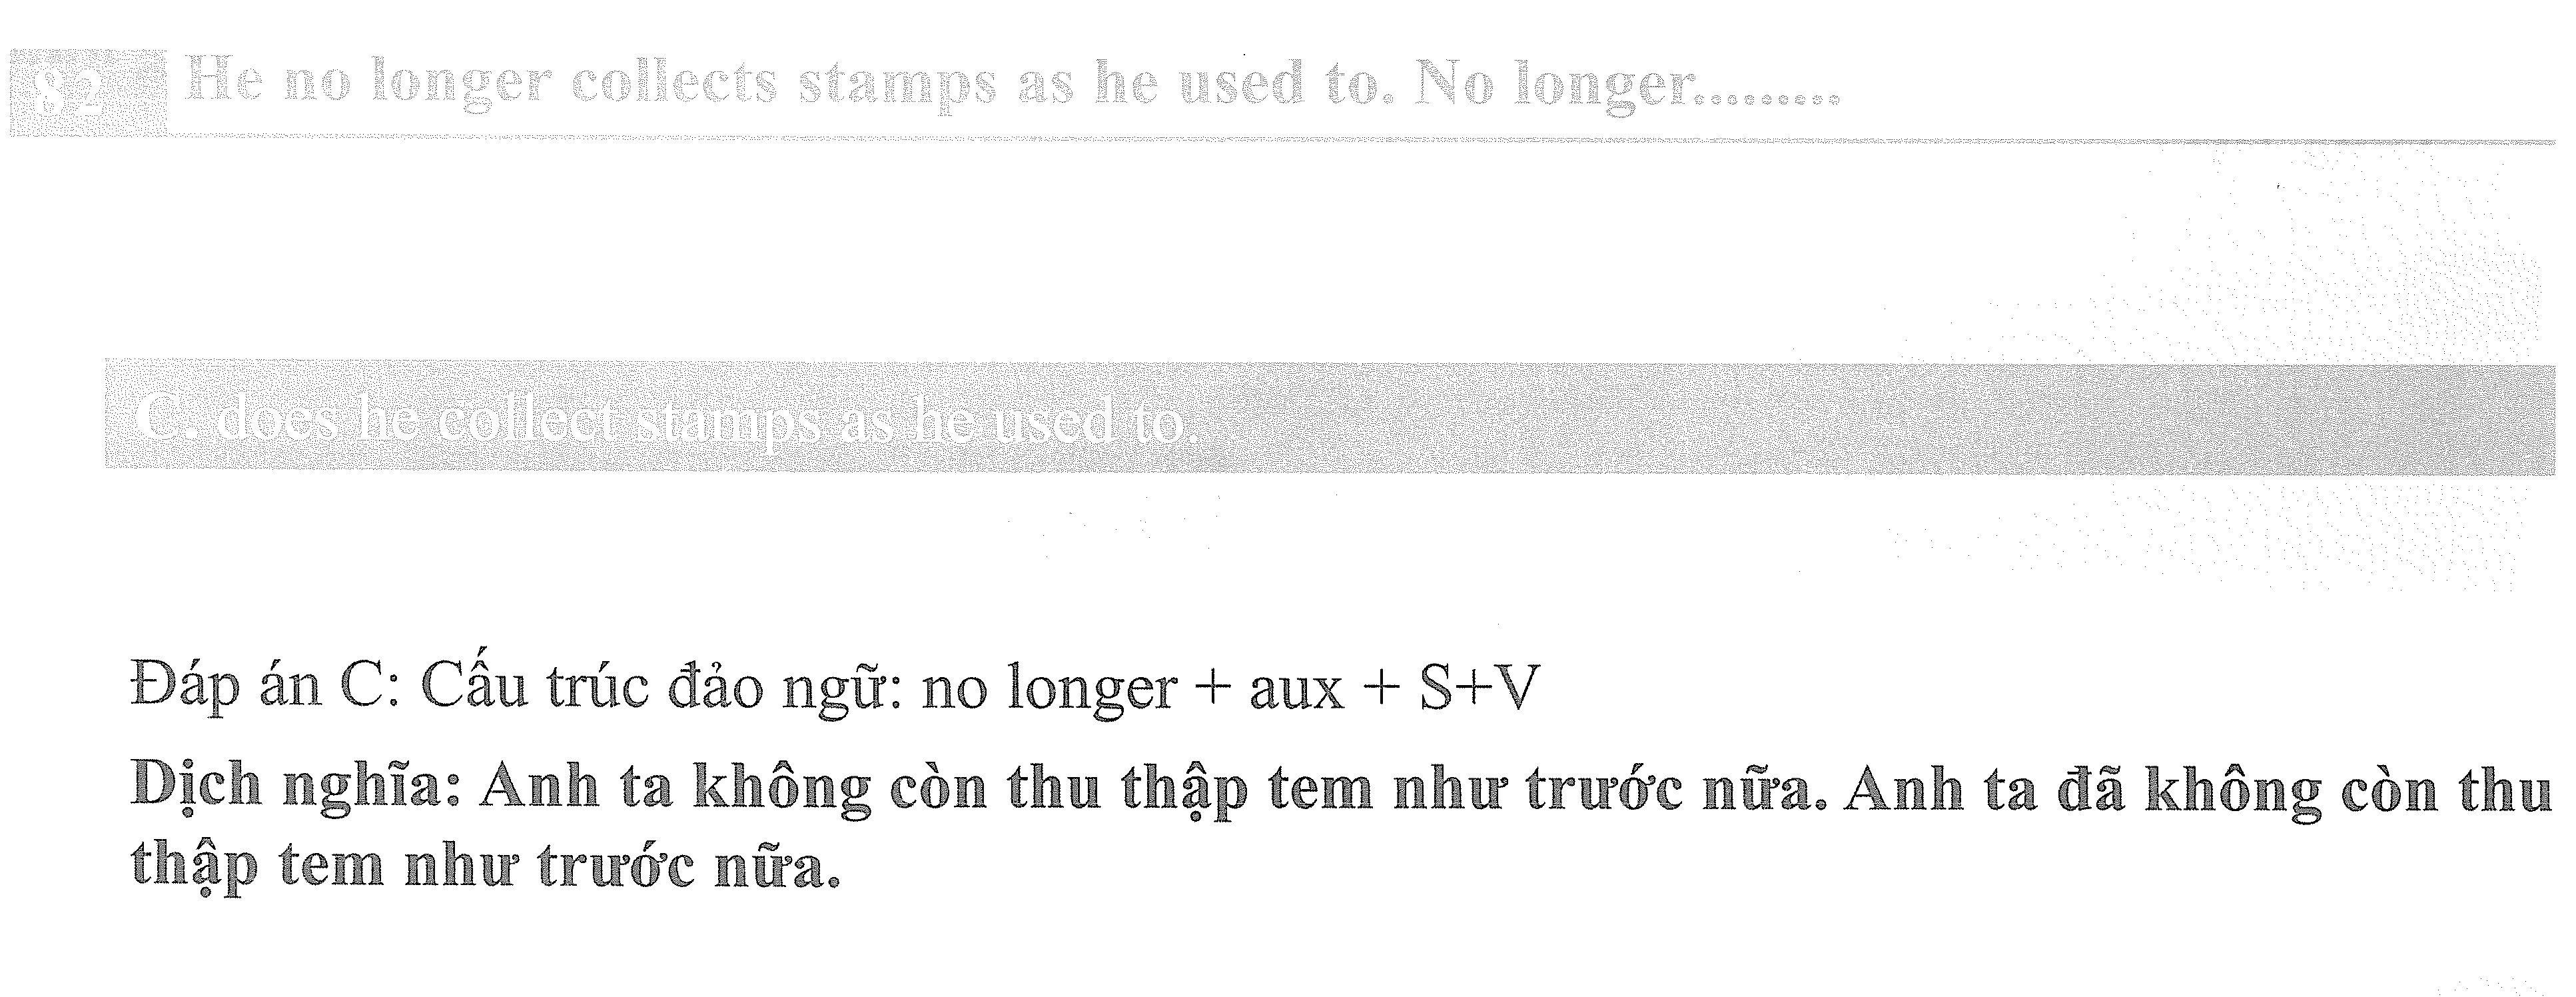 82 He no longer collects stamps as he used to. No longer.........
C. does he collect stamps as he used to.
Đáp án C: Cấu trúc đảo ngữ: no longer + aux + S+V
Dịch nghĩa: Anh ta không còn thu thập tem như trước nữa. Anh ta đã không còn thu
thập tem như trước nữa.